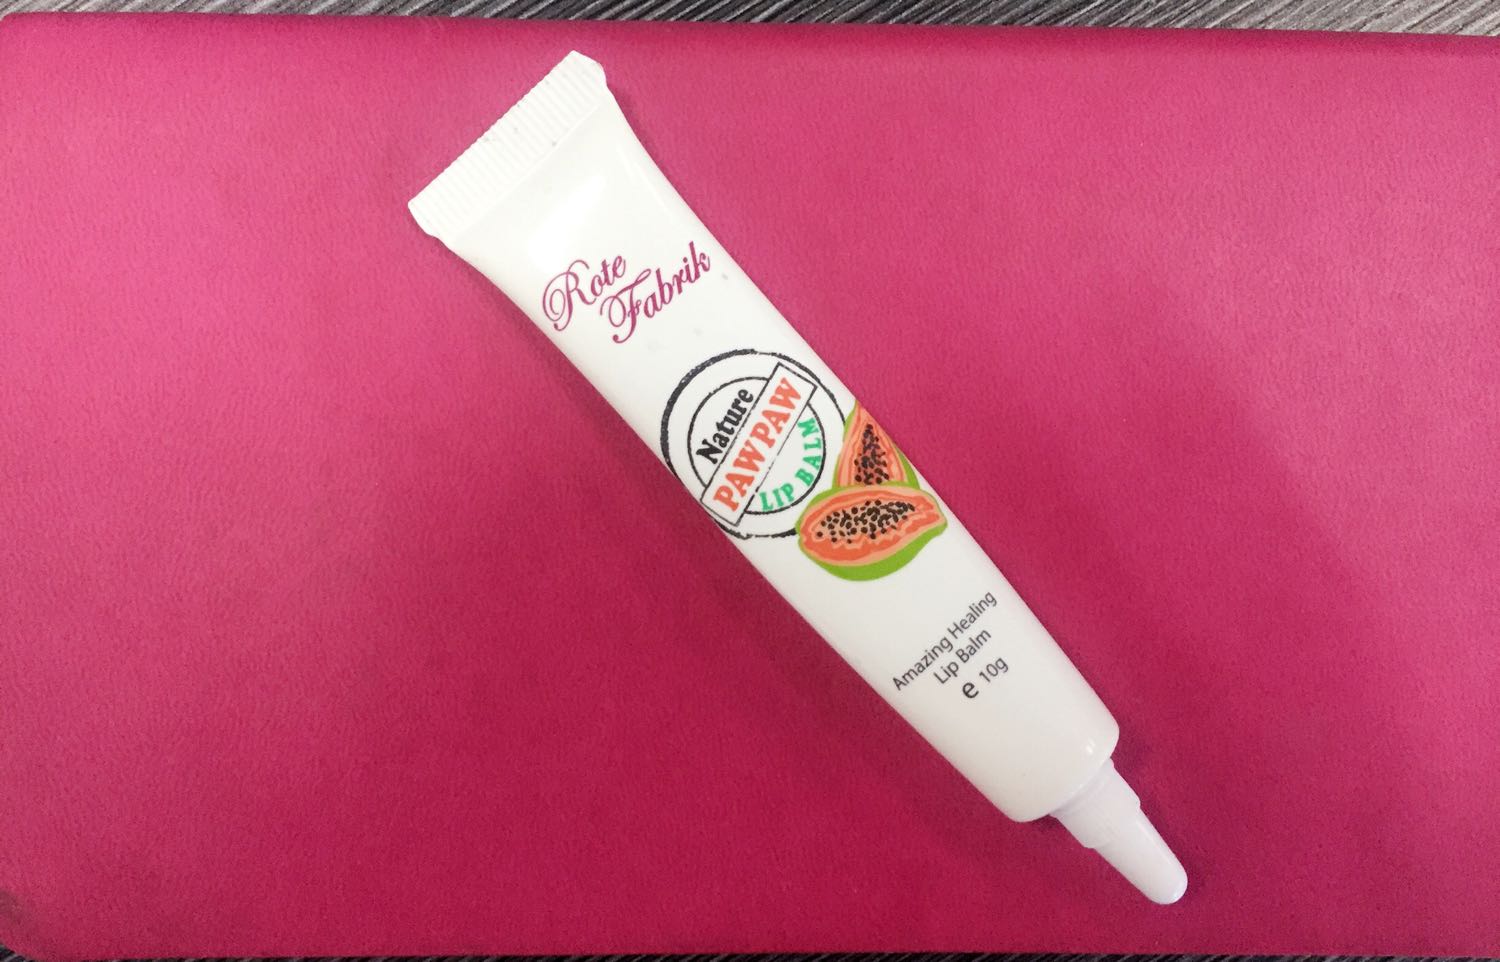 Rote
Fabrik
Nature
PAWPAW
LIP BALM
Amazing Healing
Lip Balm
e 10g